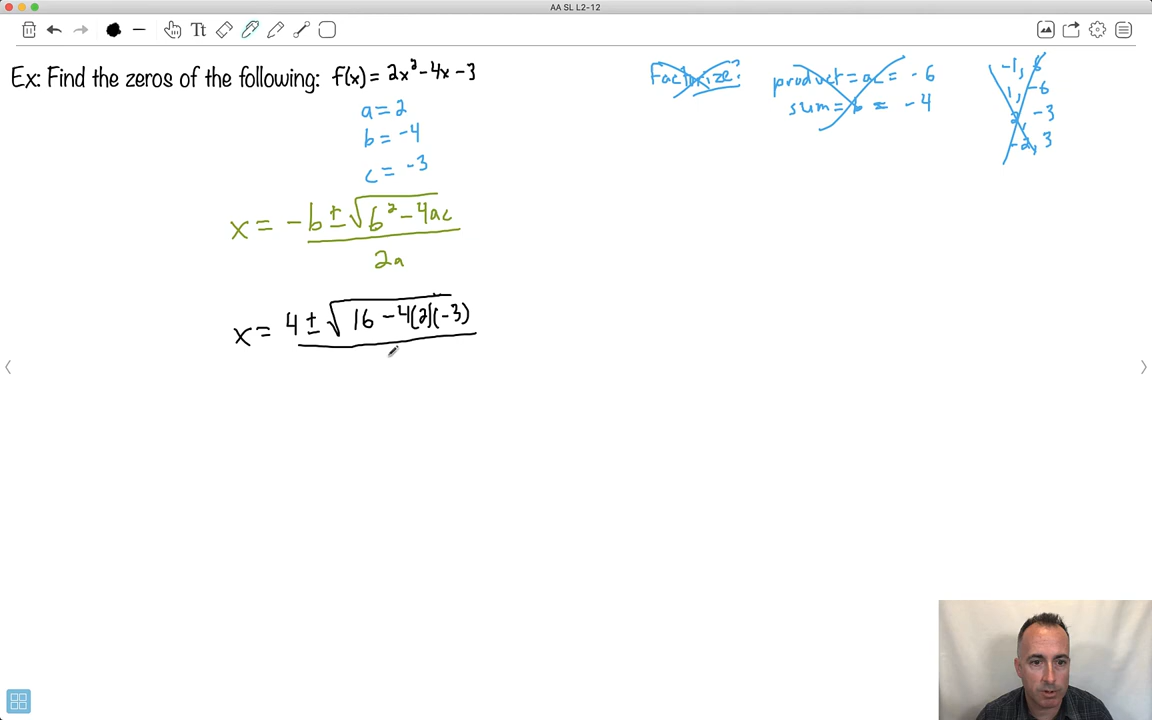 AA SL L2-12
Tt
Ex: Find the zeros of the following: f(x) = 2x² - 4x - 3
a = 2
b = -4
c = -3
x = -b ± √b² - 4ac
2a
x = 4 ± √16 - 4(2)(-3)
Factorize?
product = ac = -6
sum = b = -4
-1, 6
1, -6
2, -3
-2, 3